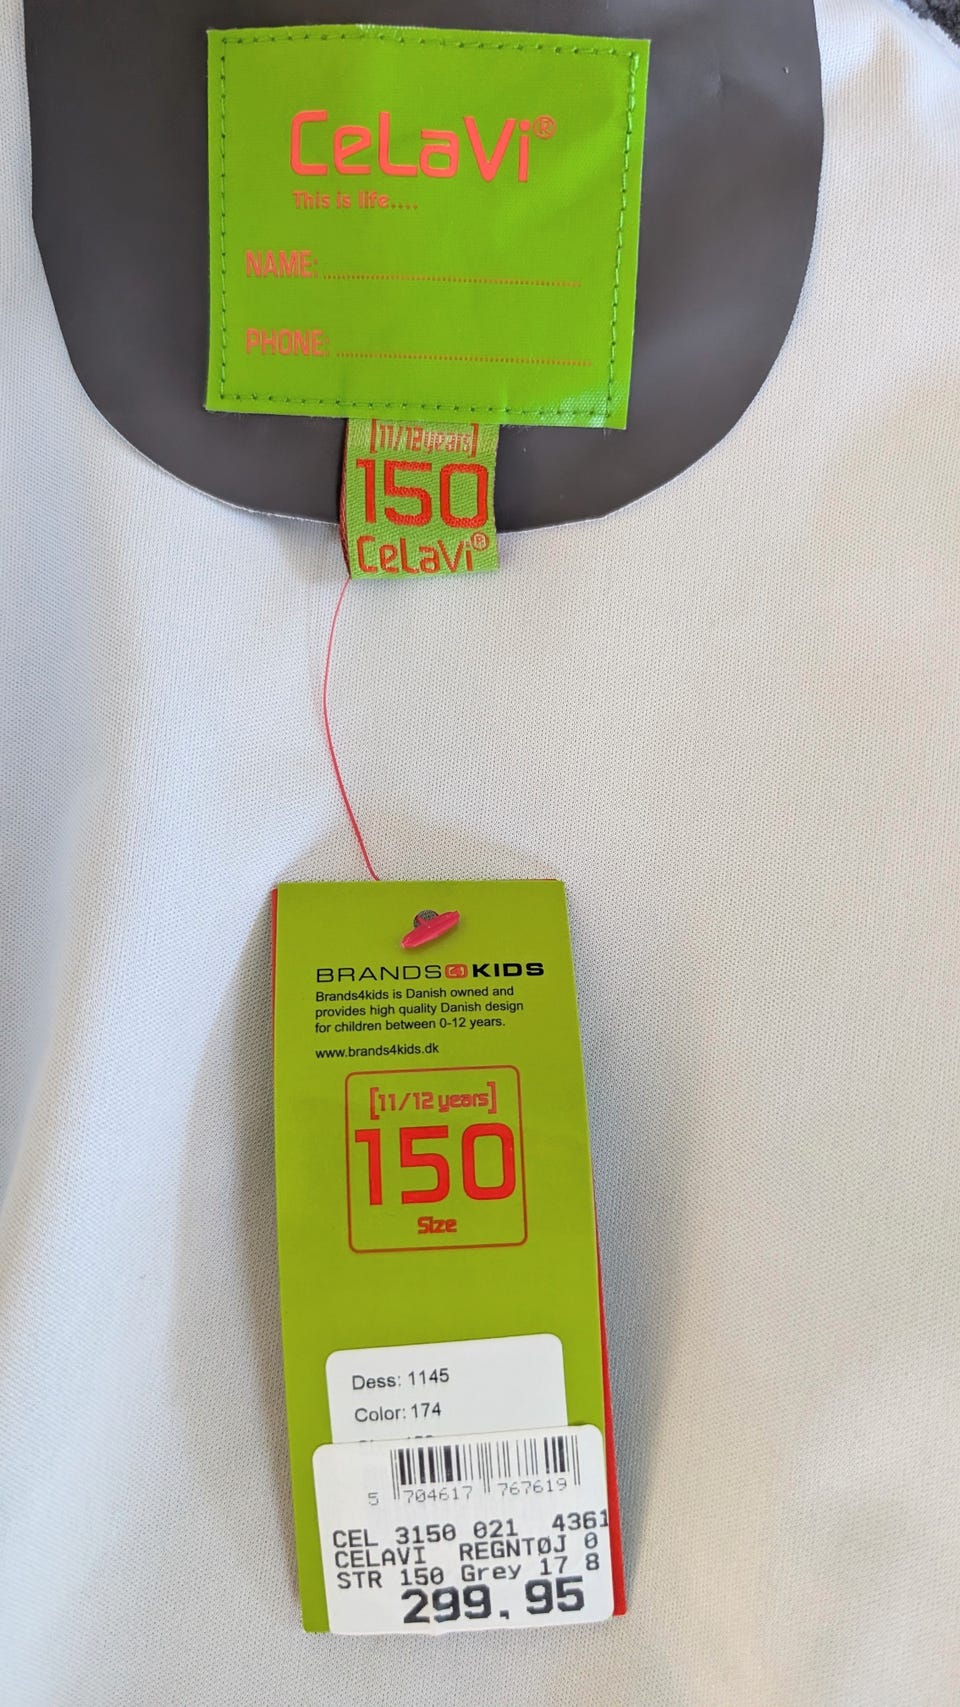 CeLaVi®
This is life....
NAME:
PHONE:
[11/12 years]
150
CeLaVi®
BRANDS4KIDS
Brands4kids is Danish owned and
provides high quality Danish design
for children between 0-12 years.
www.brands4kids.dk
[11/12 years]
150
Size
Dess: 1145
Color: 174
5 704617 767619
CEL 3150 021 4361
CELAVI REGNTØJ 0
STR 150 Grey 17 8
299.95